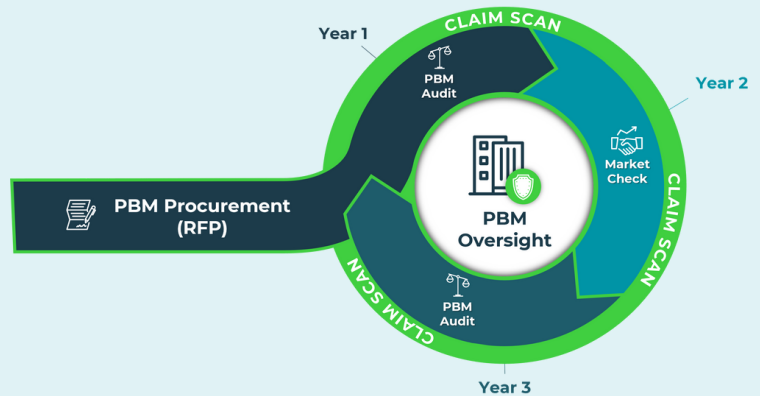 CLAIM SCAN
Year 1
PBM
Audit
Year 2
Market
Check
CLAIM SCAN
PBM Procurement
(RFP)
PBM
Oversight
PBM
Audit
CLAIM SCAN
Year 3